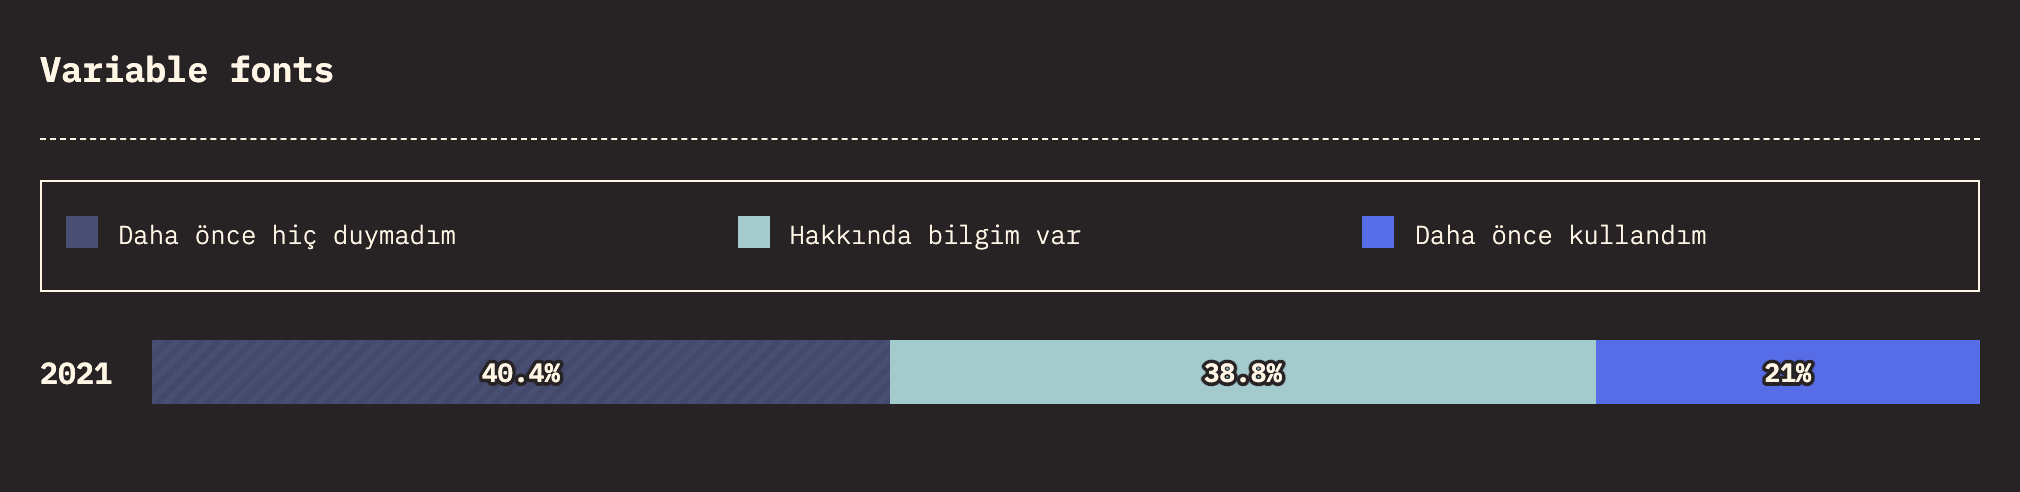 Variable fonts
Daha önce hiç duymadım
Hakkında bilgim var
Daha önce kullandım
2021
40.4%
38.8%
21%